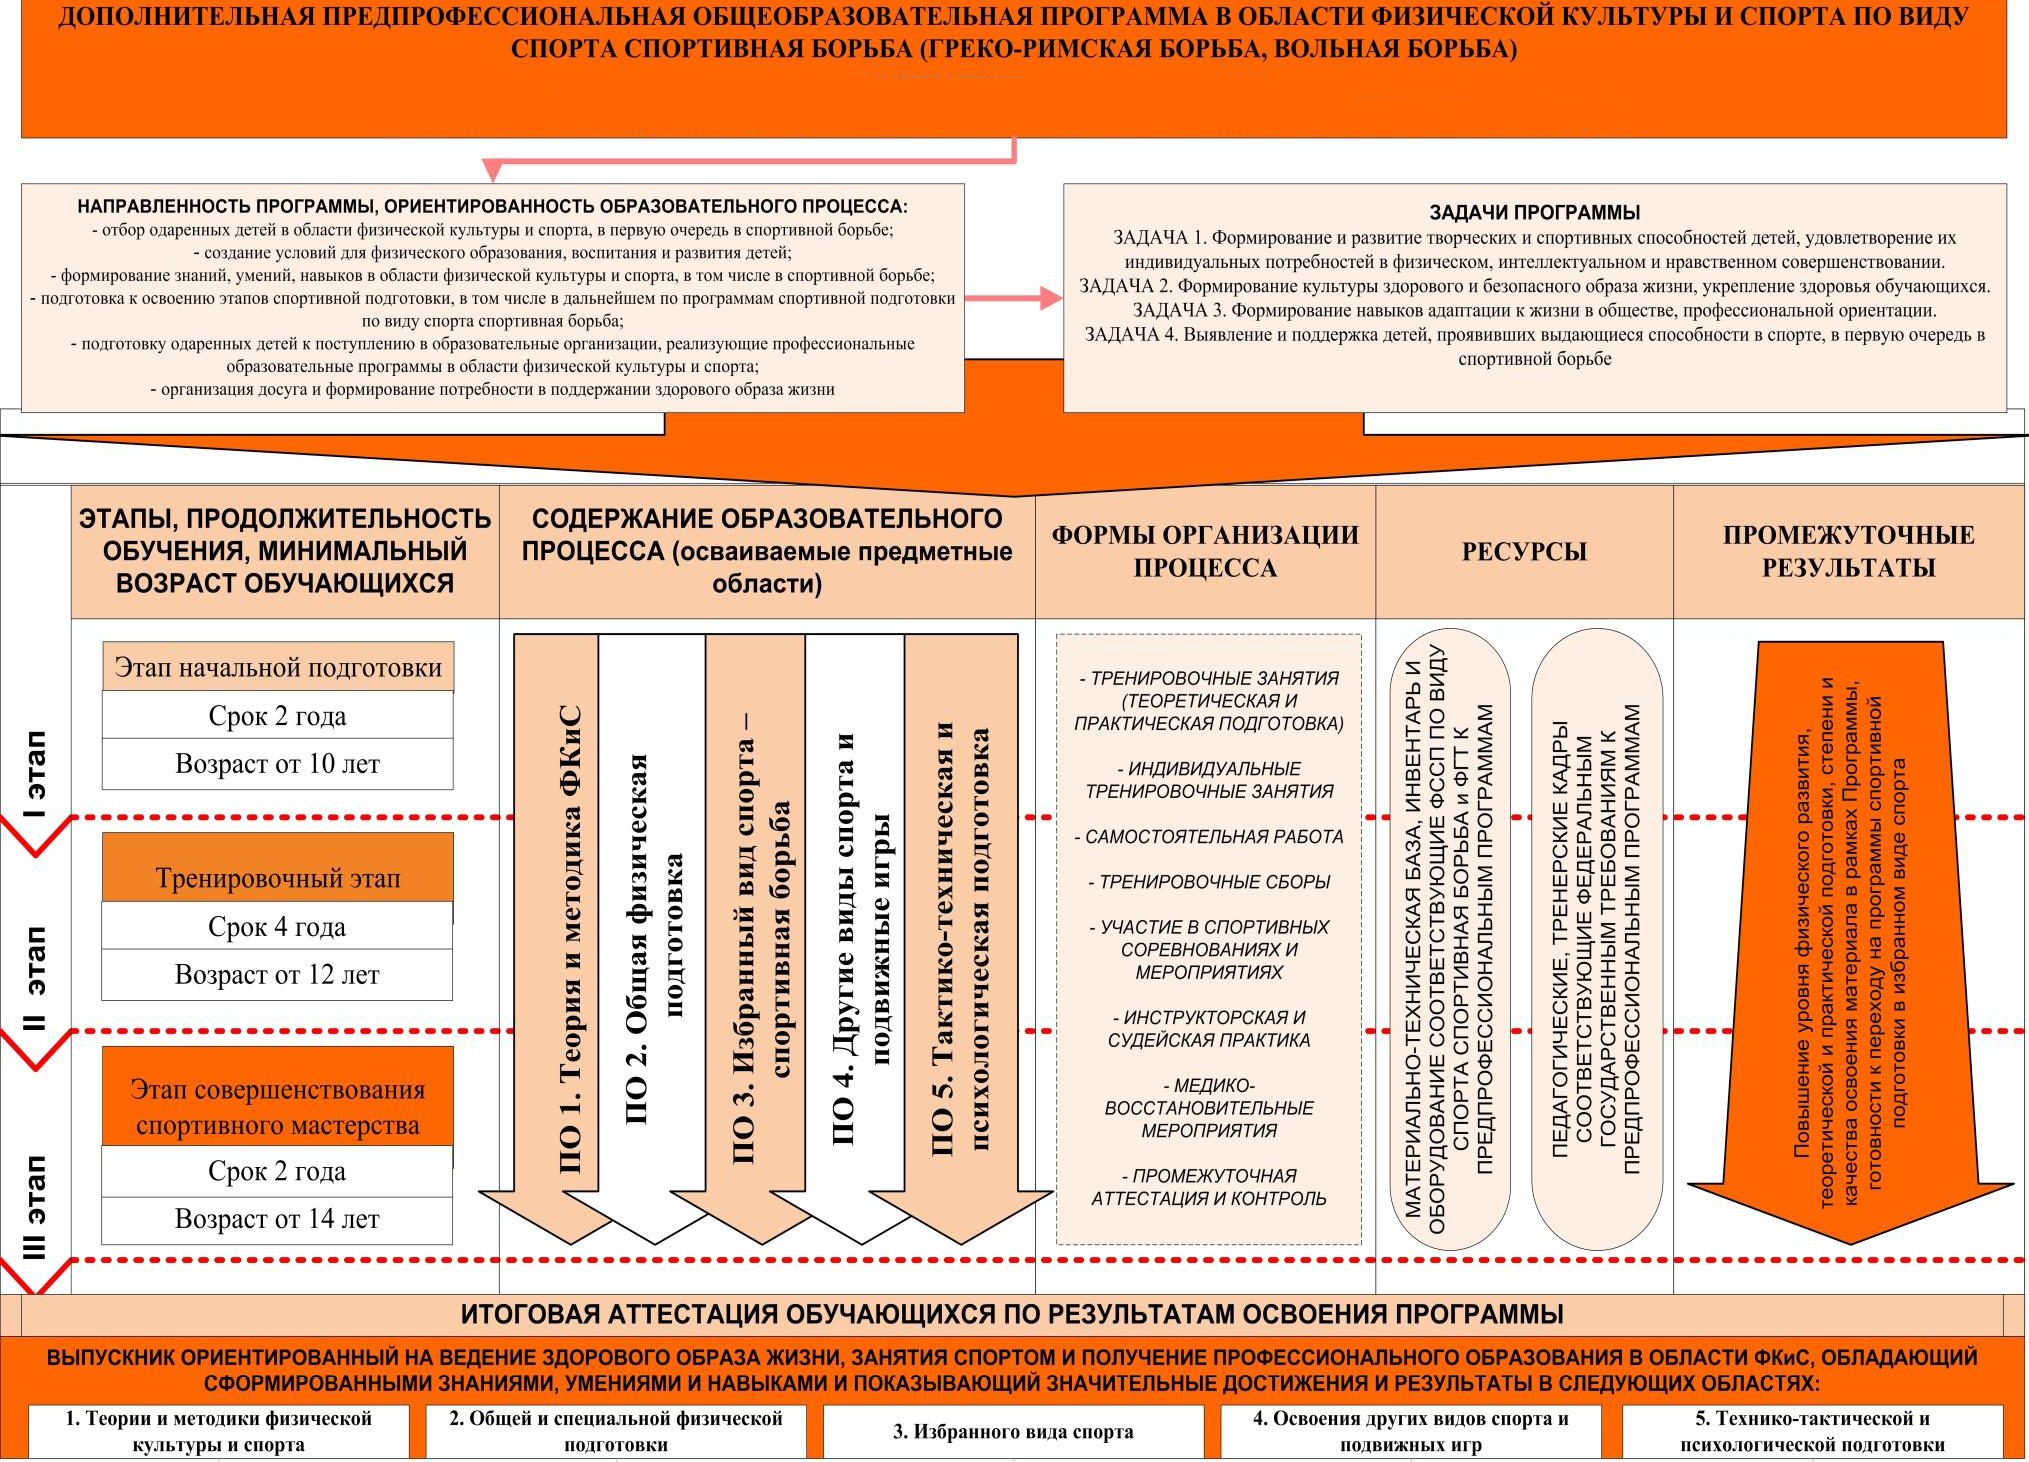 ДОПОЛНИТЕЛЬНАЯ ПРЕДПРОФЕССИОНАЛЬНАЯ ОБЩЕОБРАЗОВАТЕЛЬНАЯ ПРОГРАММА В ОБЛАСТИ ФИЗИЧЕСКОЙ КУЛЬТУРЫ И СПОРТА ПО ВИДУ
СПОРТА СПОРТИВНАЯ БОРЬБА (ГРЕКО-РИМСКАЯ БОРЬБА, ВОЛЬНАЯ БОРЬБА)
НАПРАВЛЕННОСТЬ ПРОГРАММЫ, ОРИЕНТИРОВАННОСТЬ ОБРАЗОВАТЕЛЬНОГО ПРОЦЕССА:
- отбор одаренных детей в области физической культуры и спорта, в первую очередь в спортивной борьбе;
- создание условий для физического образования, воспитания и развития детей;
- формирование знаний, умений, навыков в области физической культуры и спорта, в том числе в спортивной борьбе;
- подготовка к освоению этапов спортивной подготовки, в том числе в дальнейшем по программам спортивной подготовки
по виду спорта спортивная борьба;
- подготовку одаренных детей к поступлению в образовательные организации, реализующие профессиональные
образовательные программы в области физической культуры и спорта;
- организация досуга и формирование потребности в поддержании здорового образа жизни
ЗАДАЧИ ПРОГРАММЫ
ЗАДАЧА 1. Формирование и развитие творческих и спортивных способностей детей, удовлетворение их
индивидуальных потребностей в физическом, интеллектуальном и нравственном совершенствовании.
ЗАДАЧА 2. Формирование культуры здорового и безопасного образа жизни, укрепление здоровья обучающихся.
ЗАДАЧА 3. Формирование навыков адаптации к жизни в обществе, профессиональной ориентации.
ЗАДАЧА 4. Выявление и поддержка детей, проявивших выдающиеся способности в спорте, в первую очередь в
спортивной борьбе
ЭТАПЫ, ПРОДОЛЖИТЕЛЬНОСТЬ
ОБУЧЕНИЯ, МИНИМАЛЬНЫЙ
ВОЗРАСТ ОБУЧАЮЩИХСЯ
СОДЕРЖАНИЕ ОБРАЗОВАТЕЛЬНОГО
ПРОЦЕССА (осваиваемые предметные
области)
ФОРМЫ ОРГАНИЗАЦИИ
ПРОЦЕССА
РЕСУРСЫ
ПРОМЕЖУТОЧНЫЕ
РЕЗУЛЬТАТЫ
I этап
Этап начальной подготовки
Срок 2 года
Возраст от 10 лет
II этап
Тренировочный этап
Срок 4 года
Возраст от 12 лет
III этап
Этап совершенствования
спортивного мастерства
Срок 2 года
Возраст от 14 лет
ПО 1. Теория и методика ФКиС
ПО 2. Общая физическая
подготовка
ПО 3. Избранный вид спорта –
спортивная борьба
ПО 4. Другие виды спорта и
подвижные игры
ПО 5. Тактико-техническая и
психологическая подготовка
- ТРЕНИРОВОЧНЫЕ ЗАНЯТИЯ
(ТЕОРЕТИЧЕСКАЯ И
ПРАКТИЧЕСКАЯ ПОДГОТОВКА)
- ИНДИВИДУАЛЬНЫЕ
ТРЕНИРОВОЧНЫЕ ЗАНЯТИЯ
- САМОСТОЯТЕЛЬНАЯ РАБОТА
- ТРЕНИРОВОЧНЫЕ СБОРЫ
- УЧАСТИЕ В СПОРТИВНЫХ
СОРЕВНОВАНИЯХ И
МЕРОПРИЯТИЯХ
- ИНСТРУКТОРСКАЯ И
СУДЕЙСКАЯ ПРАКТИКА
- МЕДИКО-
ВОССТАНОВИТЕЛЬНЫЕ
МЕРОПРИЯТИЯ
- ПРОМЕЖУТОЧНАЯ
АТТЕСТАЦИЯ И КОНТРОЛЬ
МАТЕРИАЛЬНО-ТЕХНИЧЕСКАЯ БАЗА, ИНВЕНТАРЬ И
ОБОРУДОВАНИЕ СООТВЕТСТВУЮЩИЕ ФССП ПО ВИДУ
СПОРТА СПОРТИВНАЯ БОРЬБА и ФГТ К
ПРЕДПРОФЕССИОНАЛЬНЫМ ПРОГРАММАМ
ПЕДАГОГИЧЕСКИЕ, ТРЕНЕРСКИЕ КАДРЫ
СООТВЕТСТВУЮЩИЕ ФЕДЕРАЛЬНЫМ
ГОСУДАРСТВЕННЫМ ТРЕБОВАНИЯМ К
ПРЕДПРОФЕССИОНАЛЬНЫМ ПРОГРАММАМ
Повышение уровня физического развития,
теоретической и практической подготовки, степени и
качества освоения материала в рамках Программы,
готовности к переходу на программы спортивной
подготовки в избранном виде спорта
ИТОГОВАЯ АТТЕСТАЦИЯ ОБУЧАЮЩИХСЯ ПО РЕЗУЛЬТАТАМ ОСВОЕНИЯ ПРОГРАММЫ
ВЫПУСКНИК ОРИЕНТИРОВАННЫЙ НА ВЕДЕНИЕ ЗДОРОВОГО ОБРАЗА ЖИЗНИ, ЗАНЯТИЯ СПОРТОМ И ПОЛУЧЕНИЕ ПРОФЕССИОНАЛЬНОГО ОБРАЗОВАНИЯ В ОБЛАСТИ ФКиС, ОБЛАДАЮЩИЙ
СФОРМИРОВАННЫМИ ЗНАНИЯМИ, УМЕНИЯМИ И НАВЫКАМИ И ПОКАЗЫВАЮЩИЙ ЗНАЧИТЕЛЬНЫЕ ДОСТИЖЕНИЯ И РЕЗУЛЬТАТЫ В СЛЕДУЮЩИХ ОБЛАСТЯХ:
1. Теории и методики физической
культуры и спорта
2. Общей и специальной физической
подготовки
3. Избранного вида спорта
4. Освоения других видов спорта и
подвижных игр
5. Технико-тактической и
психологической подготовки